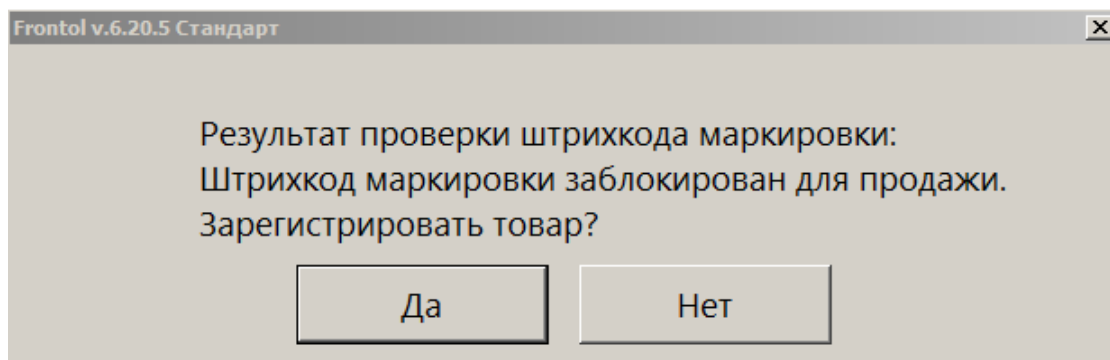 Frontol v.6.20.5 Стандарт
Результат проверки штрихкода маркировки:
Штрихкод маркировки заблокирован для продажи.
Зарегистрировать товар?
Да Нет